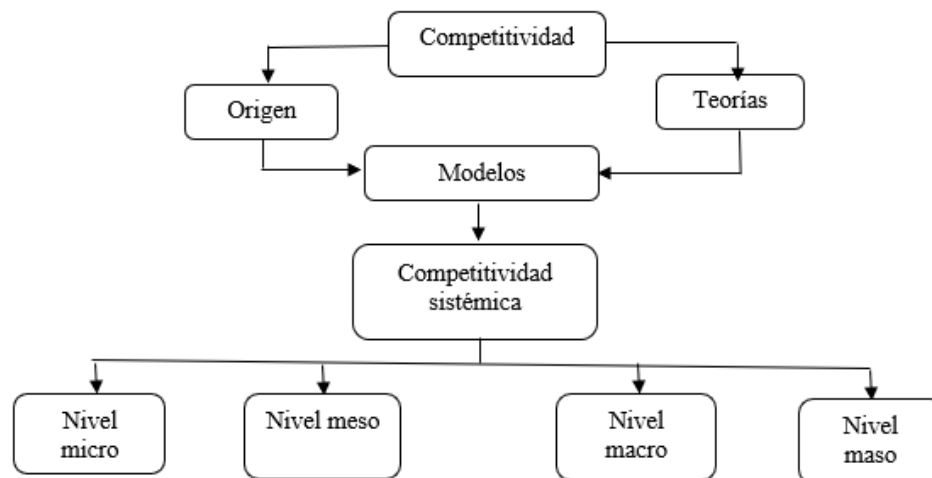 Competitividad
Origen
Teorías
Modelos
Competitividad
sistémica
Nivel
micro
Nivel meso
Nivel
macro
Nivel
maso